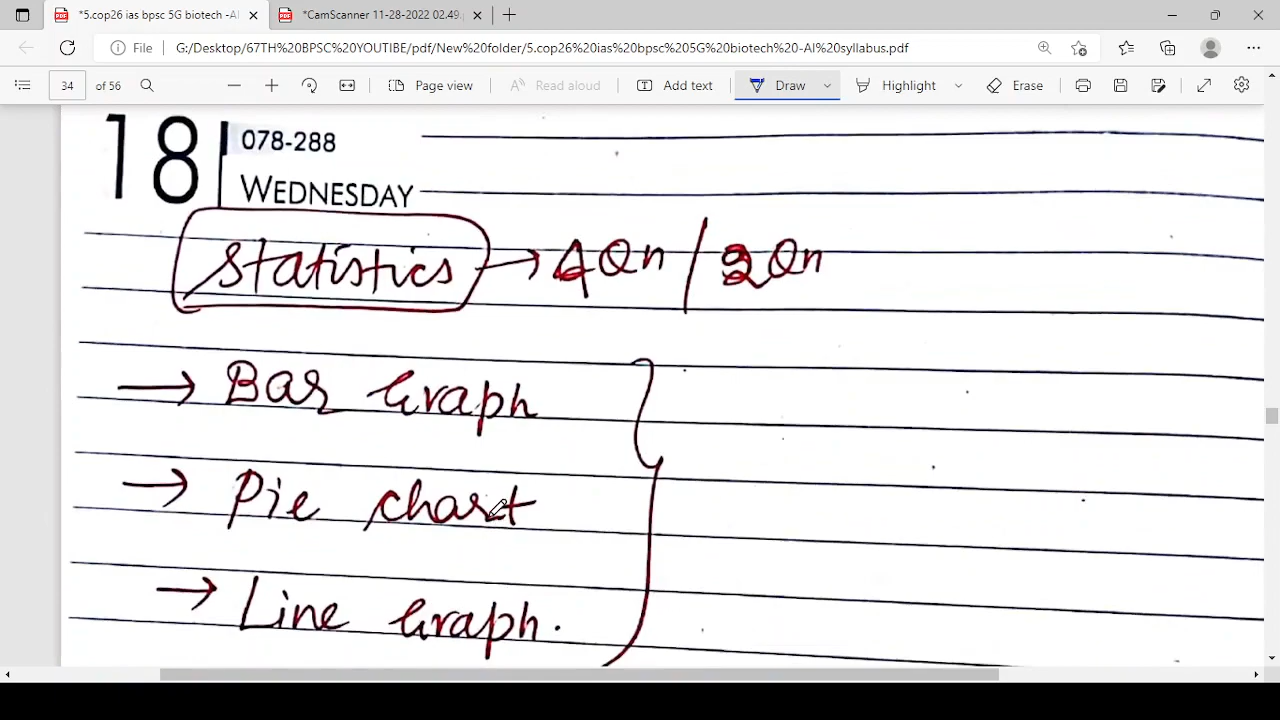 *5.cop26 ias bpsc 5G biotech -AI
*CamScanner 11-28-2022 02.49.
File G:/Desktop/67TH%20BPSC%20YOUTIBE/pdf/New%20folder/5.cop26%20ias%20bpsc%205G%20biotech%20-AI%20syllabus.pdf
34 of 56 Page view Read aloud Add text Draw Highlight Erase
18 078-288
WEDNESDAY
Statistics → 4Qn / Qn
→ Bar Graph
→ Pie chart
→ Line Graph.